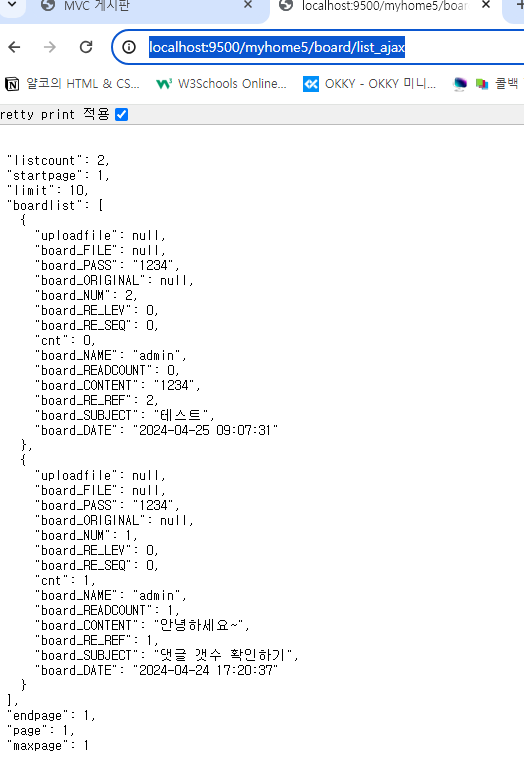 MVC 게시판
localhost:9500/myhome5/boar
localhost:9500/myhome5/board/list_ajax
얄코의 HTML & CS...
W3Schools Online...
OKKY - OKKY 미니...
콜백
retty print 적용
"listcount": 2,
"startpage": 1,
"limit": 10,
"boardlist": [
{
"uploadfile": null,
"board_FILE": null,
"board_PASS": "1234",
"board_ORIGINAL": null,
"board_NUM": 2,
"board_RE_LEV": 0,
"board_RE_SEQ": 0,
"cnt": 0,
"board_NAME": "admin",
"board_READCOUNT": 0,
"board_CONTENT": "1234",
"board_RE_REF": 2,
"board_SUBJECT": "테스트",
"board_DATE": "2024-04-25 09:07:31"
},
{
"uploadfile": null,
"board_FILE": null,
"board_PASS": "1234",
"board_ORIGINAL": null,
"board_NUM": 1,
"board_RE_LEV": 0,
"board_RE_SEQ": 0,
"cnt": 1,
"board_NAME": "admin",
"board_READCOUNT": 1,
"board_CONTENT": "안녕하세요~",
"board_RE_REF": 1,
"board_SUBJECT": "댓글 갯수 확인하기",
"board_DATE": "2024-04-24 17:20:37"
}
],
"endpage": 1,
"page": 1,
"maxpage": 1